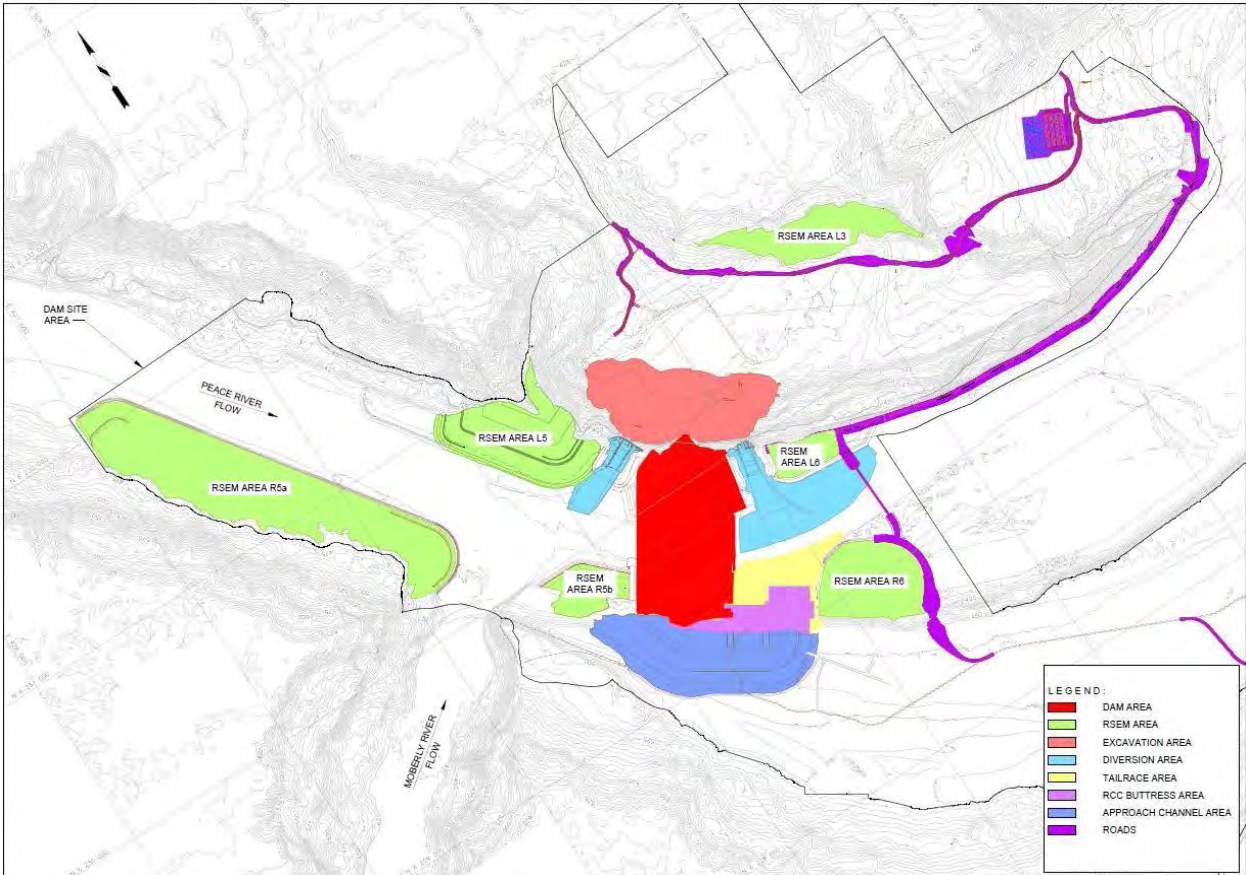 RSEM AREA L3
DAM SITE
AREA
PEACE RIVER
FLOW
RSEM AREA L5
RSEM
AREA L6
RSEM AREA R5a
RSEM
AREA R5b
RSEM AREA R6
MOBERLY RIVER
FLOW
LEGEND:
DAM AREA
RSEM AREA
EXCAVATION AREA
DIVERSION AREA
TAILRACE AREA
RCC BUTTRESS AREA
APPROACH CHANNEL AREA
ROADS